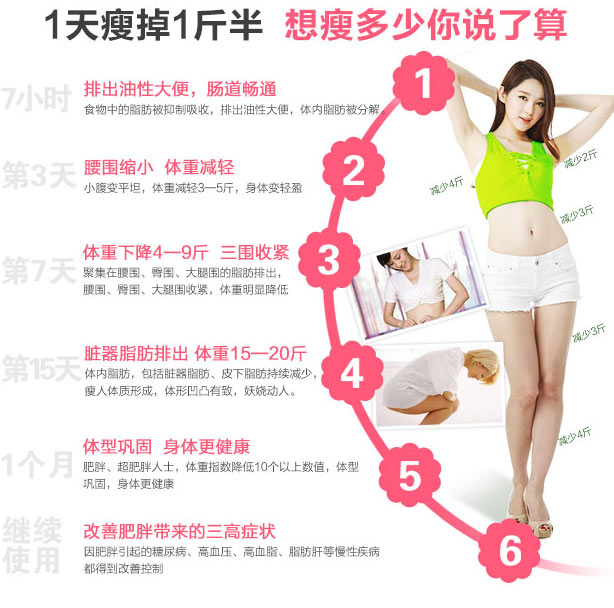 1天瘦掉1斤半 想瘦多少你说了算
7小时
1
排出油性大便，肠道畅通
食物中的脂肪被抑制吸收，排出油性大便，体内脂肪被分解。
第3天
2
腰围缩小 体重减轻
小腹变平坦，体重减轻3—5斤，身体变轻盈
第7天
3
体重下降4—9斤 三围收紧
聚集在腰围、臀围、大腿围的脂肪排出，
腰围、臀围、大腿围收紧，体重明显降低
第15天
4
脏器脂肪排出 体重15—20斤
体内脂肪，包括脏器脂肪、皮下脂肪持续减少，
瘦人体质形成，体形凹凸有致，妖娆动人。
1个月
5
体型巩固 身体更健康
肥胖、超肥胖人士，体重指数降低10个以上数值，体型
巩固，身体更健康
继续
使用
6
改善肥胖带来的三高症状
因肥胖引起的糖尿病、高血压、高血脂、脂肪肝等慢性疾病
都得到改善控制
减少2斤
减少4斤
减少3斤
减少3斤
减少4斤